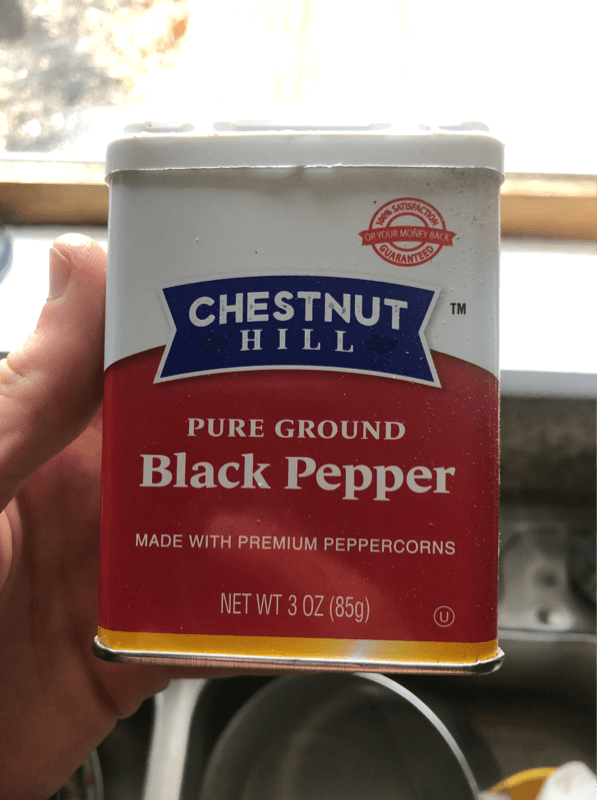 100% SATISFACTION
OR YOUR MONEY BACK
GUARANTEED
CHESTNUT
HILL
TM
PURE GROUND
Black Pepper
MADE WITH PREMIUM PEPPERCORNS
NET WT 3 OZ (85g)
U